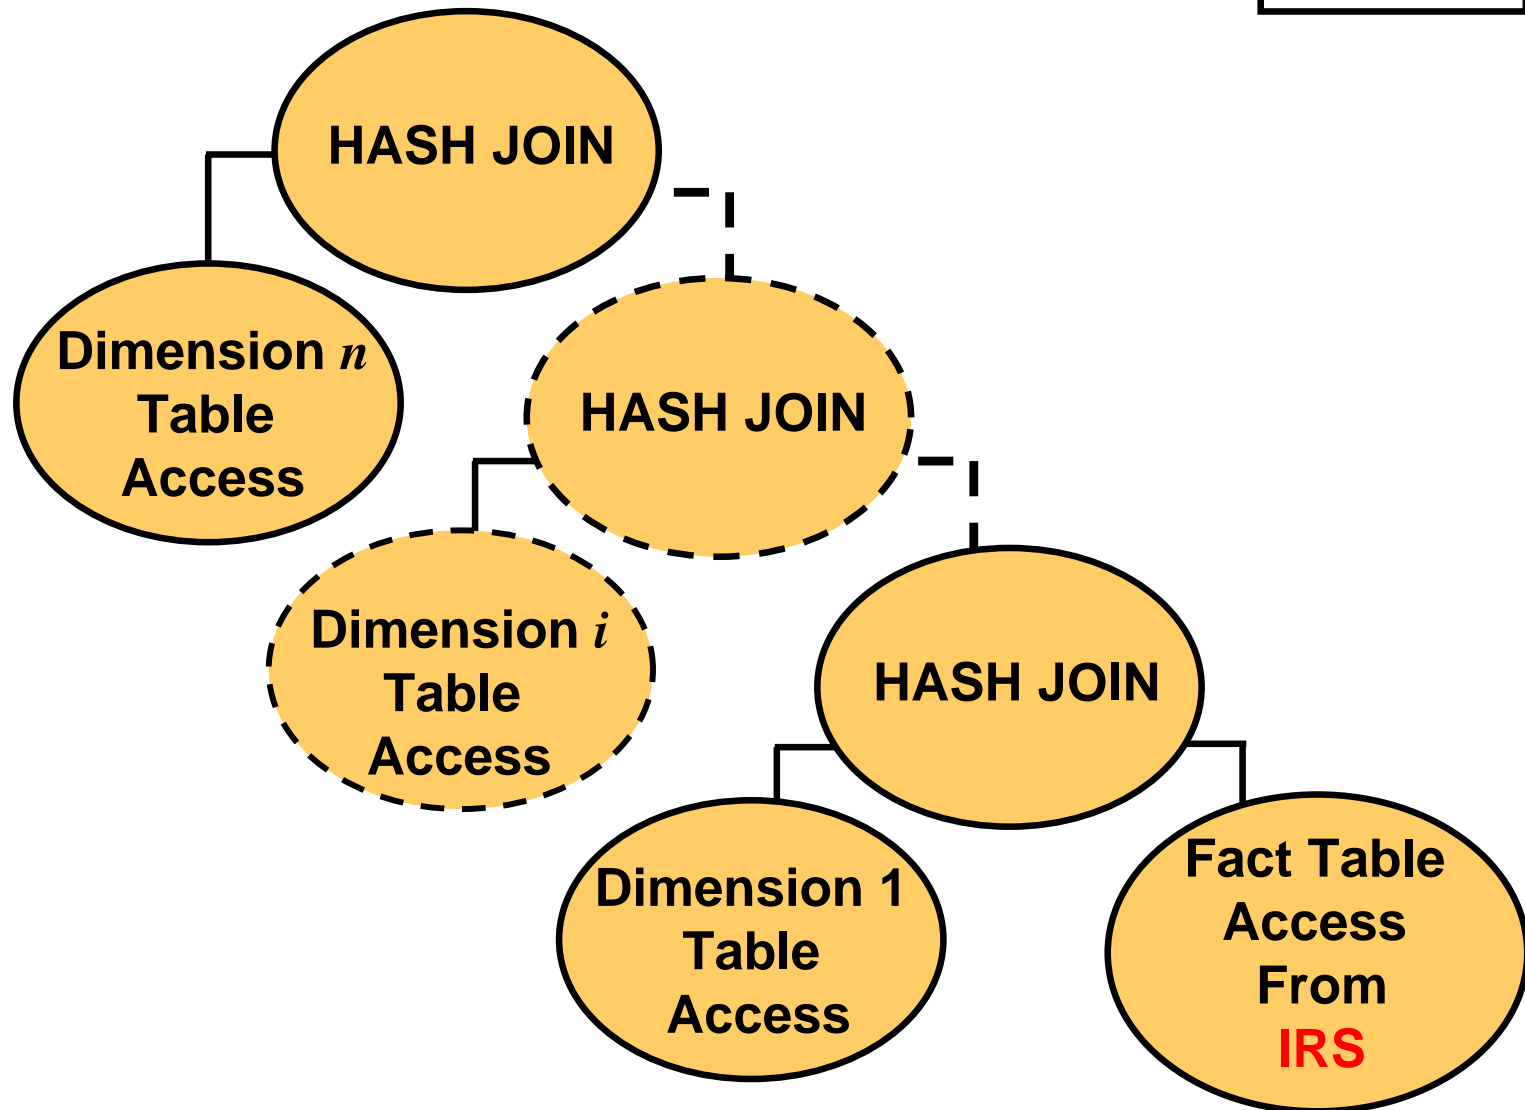 HASH JOIN
Dimension n
Table
Access
HASH JOIN
Dimension i
Table
Access
HASH JOIN
Dimension 1
Table
Access
Fact Table
Access
From
IRS